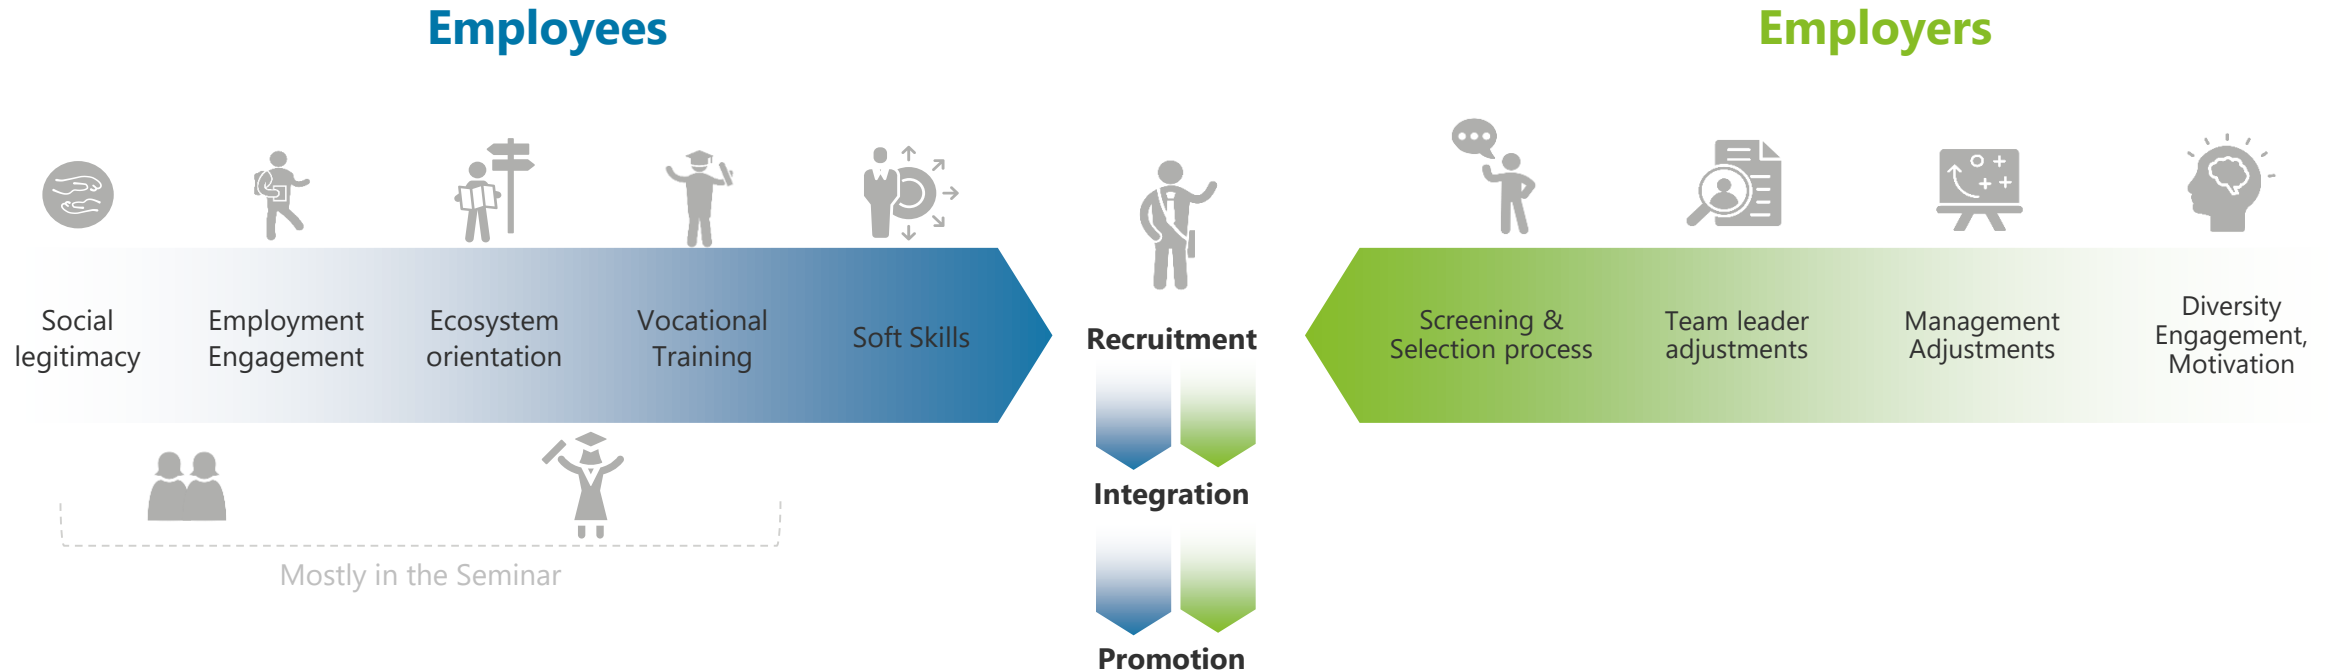 Employees
Employers
Social
legitimacy
Employment
Engagement
Ecosystem
orientation
Vocational
Training
Soft Skills
Recruitment
Screening &
Selection process
Team leader
adjustments
Management
Adjustments
Diversity
Engagement,
Motivation
Integration
Mostly in the Seminar
Promotion